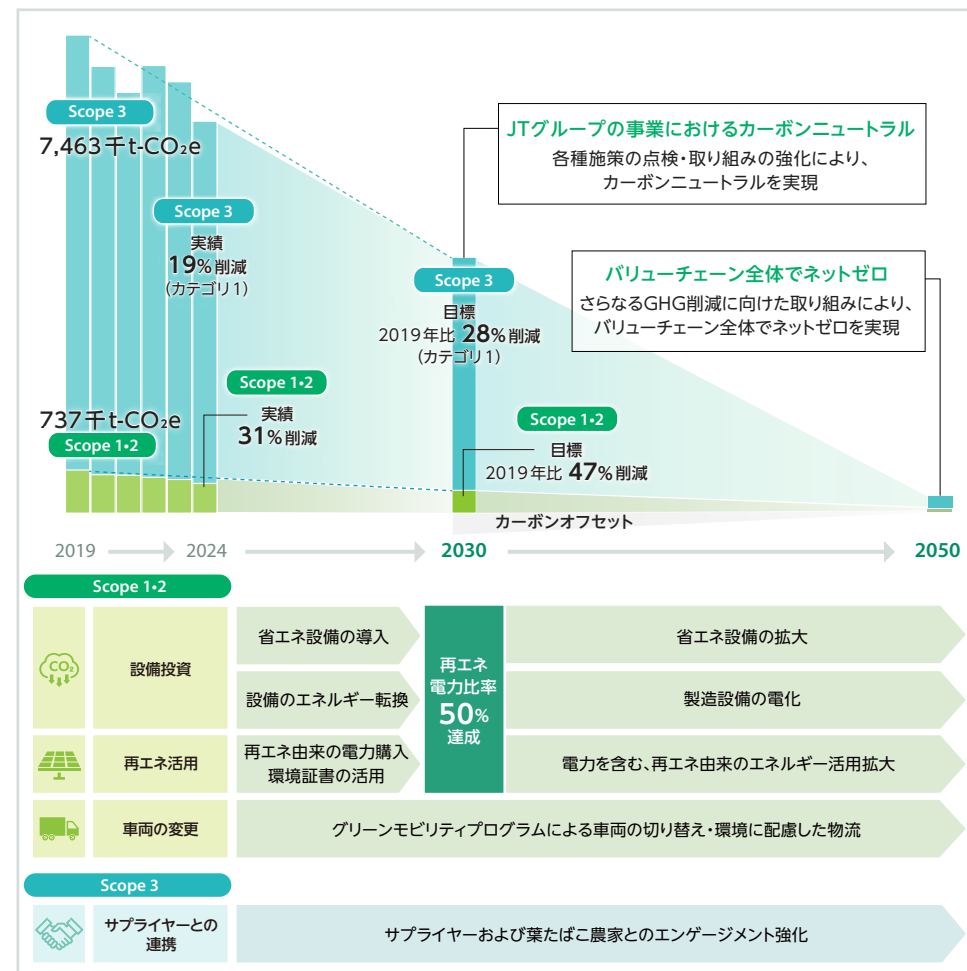 Scope 3
7,463千t-CO₂e
Scope 3
実績
19%削減
(カテゴリ1)
JTグループの事業におけるカーボンニュートラル
各種施策の点検・取り組みの強化により、
カーボンニュートラルを実現
Scope 3
目標
2019年比 28%削減
(カテゴリ1)
バリューチェーン全体でネットゼロ
さらなるGHG削減に向けた取り組みにより、
バリューチェーン全体でネットゼロを実現
737千t-CO₂e
Scope 1•2
Scope 1•2
実績
31%削減
Scope 1•2
目標
2019年比 47%削減
カーボンオフセット
2019
2024
2030
2050
Scope 1•2
CO₂
設備投資
省エネ設備の導入
設備のエネルギー転換
再エネ
電力比率
50%
達成
省エネ設備の拡大
製造設備の電化
再エネ活用
再エネ由来の電力購入
環境証書の活用
電力を含む、再エネ由来のエネルギー活用拡大
車両の変更
グリーンモビリティプログラムによる車両の切り替え・環境に配慮した物流
Scope 3
サプライヤーとの
連携
サプライヤーおよび葉たばこ農家とのエンゲージメント強化